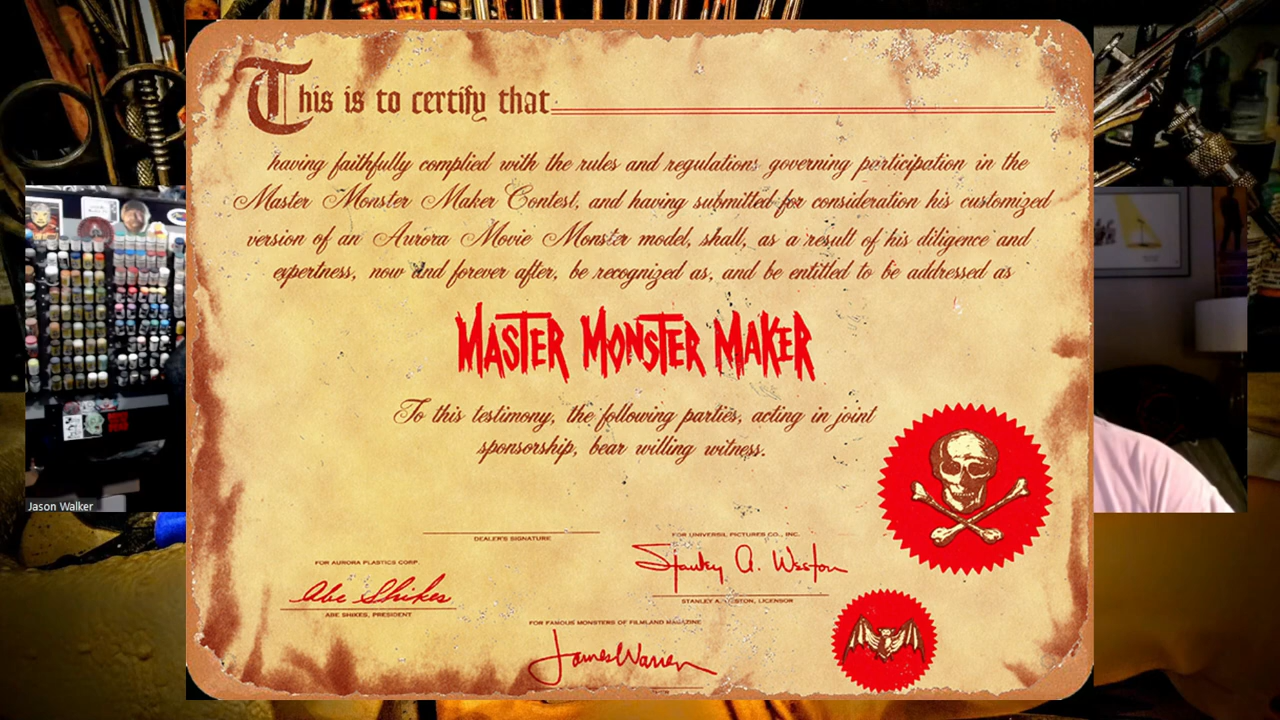 This is to certify that
having faithfully complied with the rules and regulations governing participation in the
Master Monster Maker Contest, and having submitted for consideration his customized
version of an Aurora Movie Monster model, shall, as a result of his diligence and
expertness, now and forever after, be recognized as, and be entitled to be addressed as
MASTER MONSTER MAKER
To this testimony, the following parties, acting in joint
sponsorship, bear willing witness.
DEALER'S SIGNATURE
FOR UNIVERSIL PICTURES CO., INC.
Stanley A. Weston
STANLEY A. WESTON, LICENSOR
FOR AURORA PLASTICS CORP.
Abe Shikes
ABE SHIKES, PRESIDENT
FOR FAMOUS MONSTERS OF FILMLAND MAGAZINE
James Warren
Jason Walker